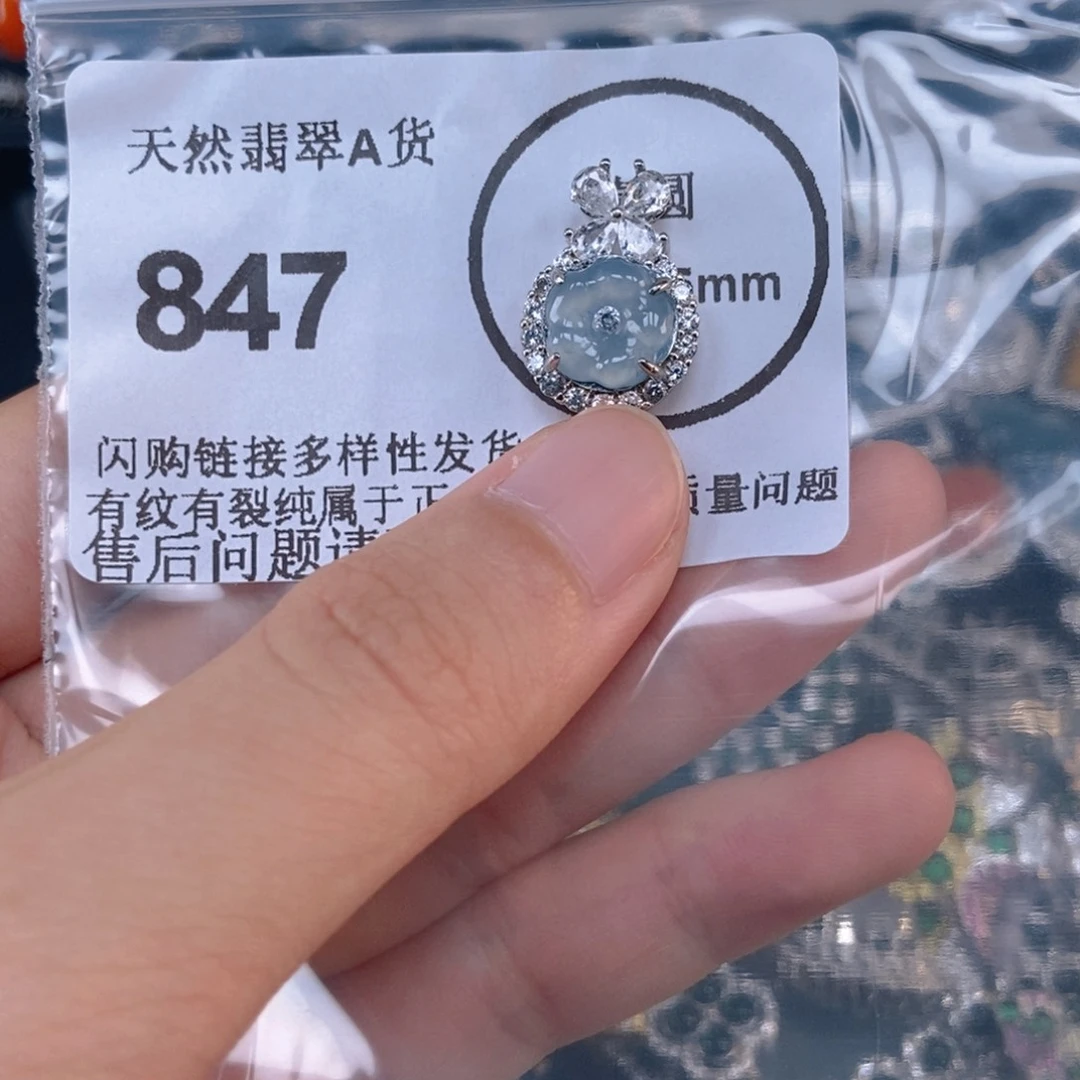 天然翡翠A货
圆
847
5mm
闪购链接多样性发货
有纹有裂纯属于正 质量问题
售后问题请